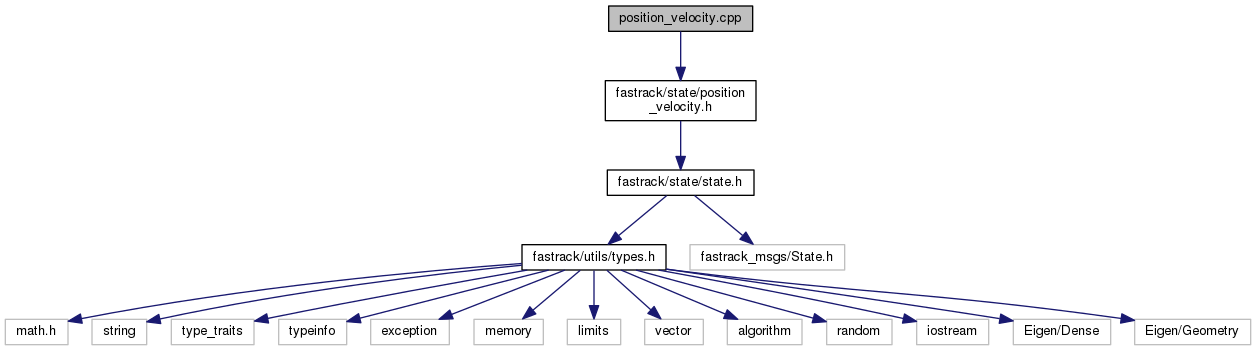 position_velocity.cpp
fastrack/state/position
_velocity.h
fastrack/state/state.h
fastrack/utils/types.h
fastrack_msgs/State.h
math.h
string
type_traits
typeinfo
exception
memory
limits
vector
algorithm
random
iostream
Eigen/Dense
Eigen/Geometry